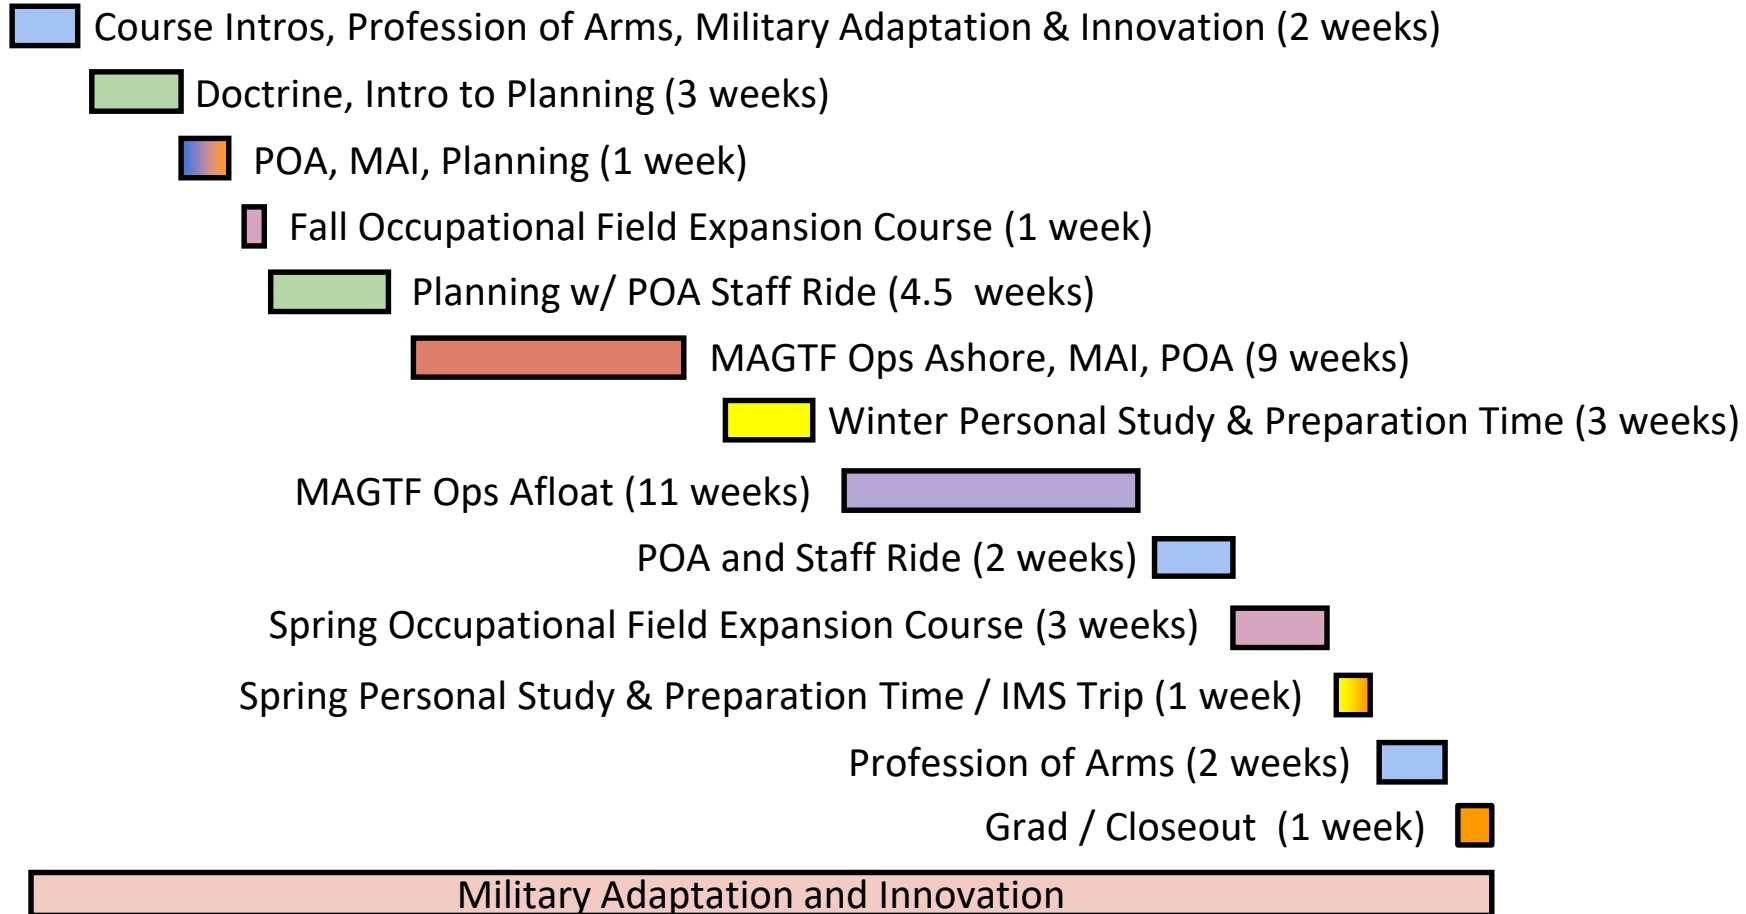 Course Intros, Profession of Arms, Military Adaptation & Innovation (2 weeks)
Doctrine, Intro to Planning (3 weeks)
POA, MAI, Planning (1 week)
Fall Occupational Field Expansion Course (1 week)
Planning w/ POA Staff Ride (4.5 weeks)
MAGTF Ops Ashore, MAI, POA (9 weeks)
Winter Personal Study & Preparation Time (3 weeks)
MAGTF Ops Afloat (11 weeks)
POA and Staff Ride (2 weeks)
Spring Occupational Field Expansion Course (3 weeks)
Spring Personal Study & Preparation Time / IMS Trip (1 week)
Profession of Arms (2 weeks)
Grad / Closeout (1 week)
Military Adaptation and Innovation